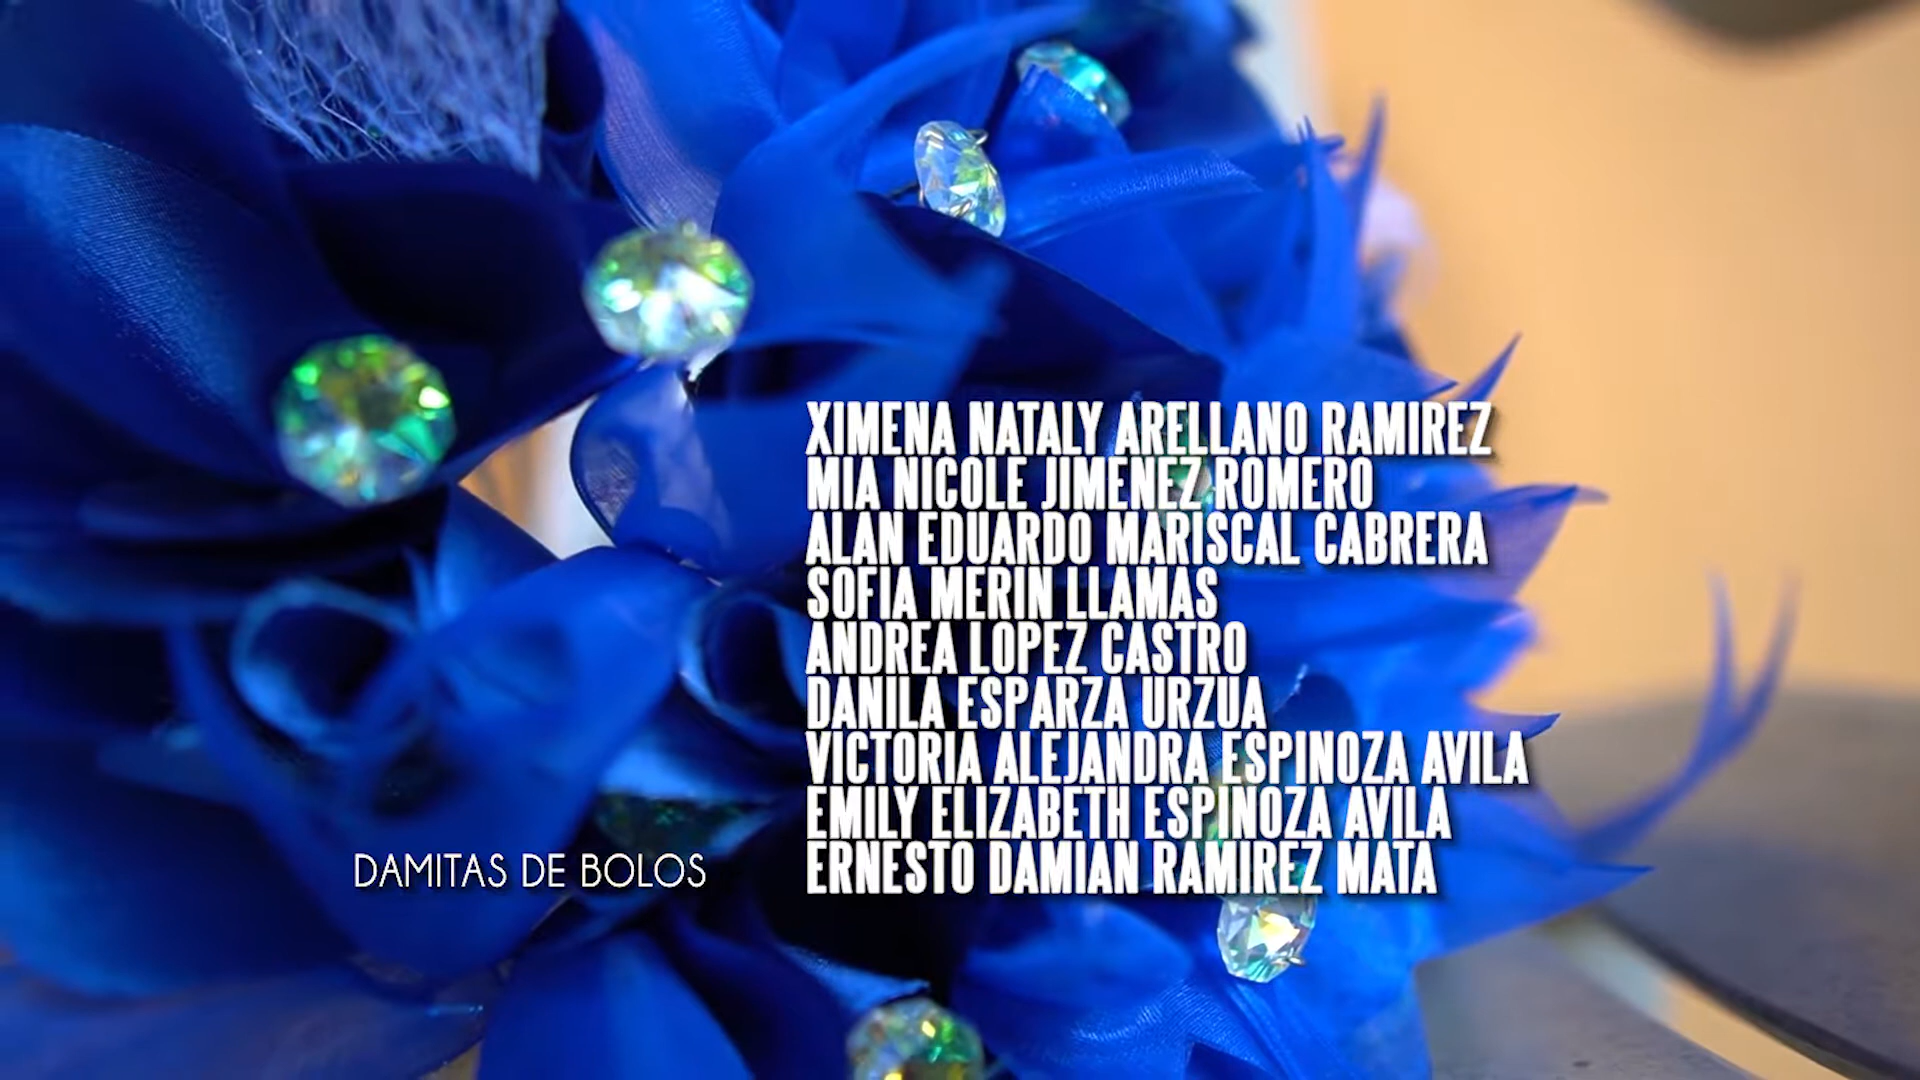 XIMENA NATALY ARELLANO RAMIREZ
MIA NICOLE JIMENEZ ROMERO
ALAN EDUARDO MARISCAL CABRERA
SOFIA MERIN LLAMAS
ANDREA LOPEZ CASTRO
DANILA ESPARZA URZUA
VICTORIA ALEJANDRA ESPINOZA AVILA
EMILY ELIZABETH ESPINOZA AVILA
DAMITAS DE BOLOS ERNESTO DAMIAN RAMIREZ MATA